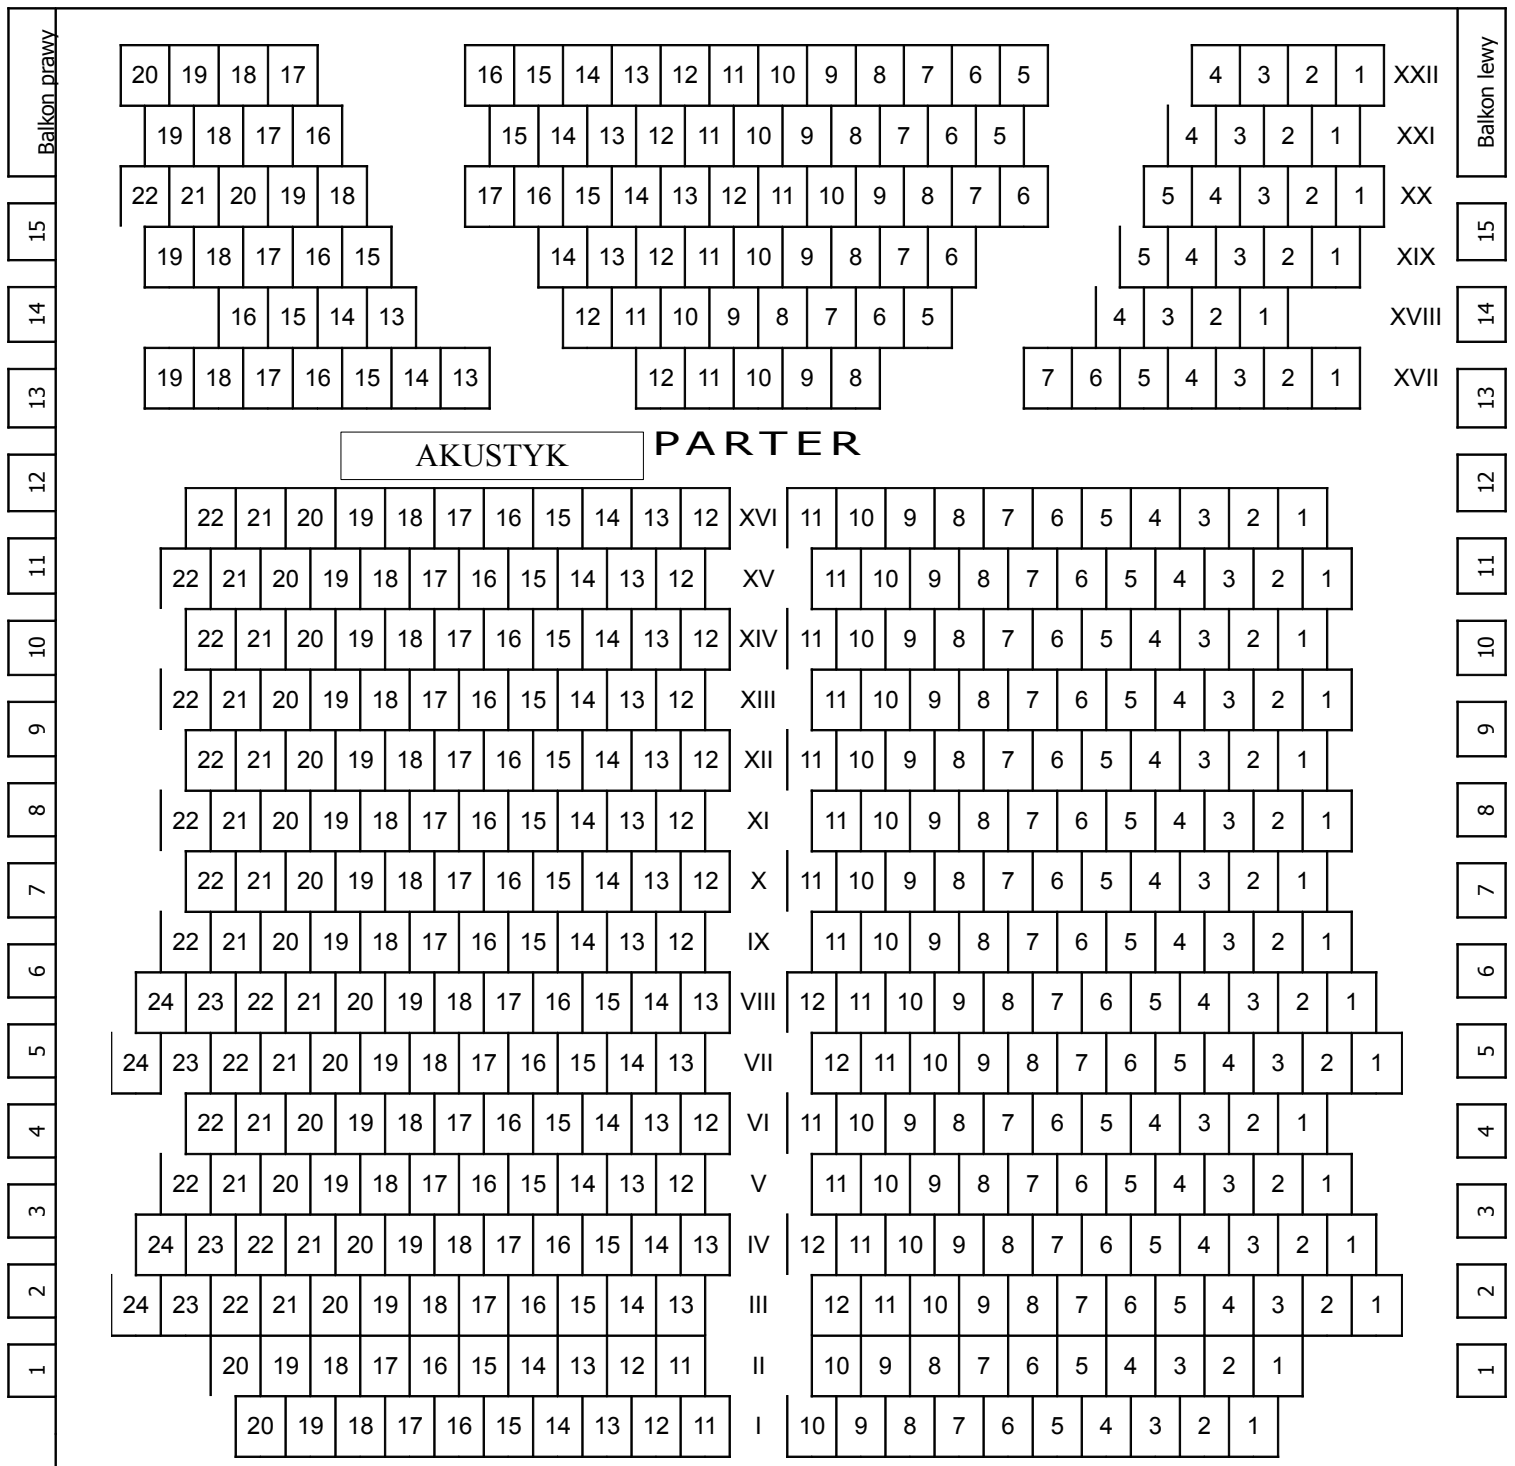 Balkon prawy
Balkon lewy
20 19 18 17 16 15 14 13 12 11 10 9 8 7 6 5 4 3 2 1 XXII
19 18 17 16 15 14 13 12 11 10 9 8 7 6 5 4 3 2 1 XXI
22 21 20 19 18 17 16 15 14 13 12 11 10 9 8 7 6 5 4 3 2 1 XX
15 15
19 18 17 16 15 14 13 12 11 10 9 8 7 6 5 4 3 2 1 XIX
14 14
16 15 14 13 12 11 10 9 8 7 6 5 4 3 2 1 XVIII
19 18 17 16 15 14 13 12 11 10 9 8 7 6 5 4 3 2 1 XVII
13 13
AKUSTYK PARTER
12 12
22 21 20 19 18 17 16 15 14 13 12 XVI 11 10 9 8 7 6 5 4 3 2 1
11 11
22 21 20 19 18 17 16 15 14 13 12 XV 11 10 9 8 7 6 5 4 3 2 1
10 10
22 21 20 19 18 17 16 15 14 13 12 XIV 11 10 9 8 7 6 5 4 3 2 1
22 21 20 19 18 17 16 15 14 13 12 XIII 11 10 9 8 7 6 5 4 3 2 1
9 9
22 21 20 19 18 17 16 15 14 13 12 XII 11 10 9 8 7 6 5 4 3 2 1
8 8
22 21 20 19 18 17 16 15 14 13 12 XI 11 10 9 8 7 6 5 4 3 2 1
7 7
22 21 20 19 18 17 16 15 14 13 12 X 11 10 9 8 7 6 5 4 3 2 1
22 21 20 19 18 17 16 15 14 13 12 IX 11 10 9 8 7 6 5 4 3 2 1
6 6
24 23 22 21 20 19 18 17 16 15 14 13 VIII 12 11 10 9 8 7 6 5 4 3 2 1
5 5
24 23 22 21 20 19 18 17 16 15 14 13 VII 12 11 10 9 8 7 6 5 4 3 2 1
4 4
22 21 20 19 18 17 16 15 14 13 12 VI 11 10 9 8 7 6 5 4 3 2 1
22 21 20 19 18 17 16 15 14 13 12 V 11 10 9 8 7 6 5 4 3 2 1
3 3
24 23 22 21 20 19 18 17 16 15 14 13 IV 12 11 10 9 8 7 6 5 4 3 2 1
2 2
24 23 22 21 20 19 18 17 16 15 14 13 III 12 11 10 9 8 7 6 5 4 3 2 1
1 1
20 19 18 17 16 15 14 13 12 11 II 10 9 8 7 6 5 4 3 2 1
20 19 18 17 16 15 14 13 12 11 I 10 9 8 7 6 5 4 3 2 1